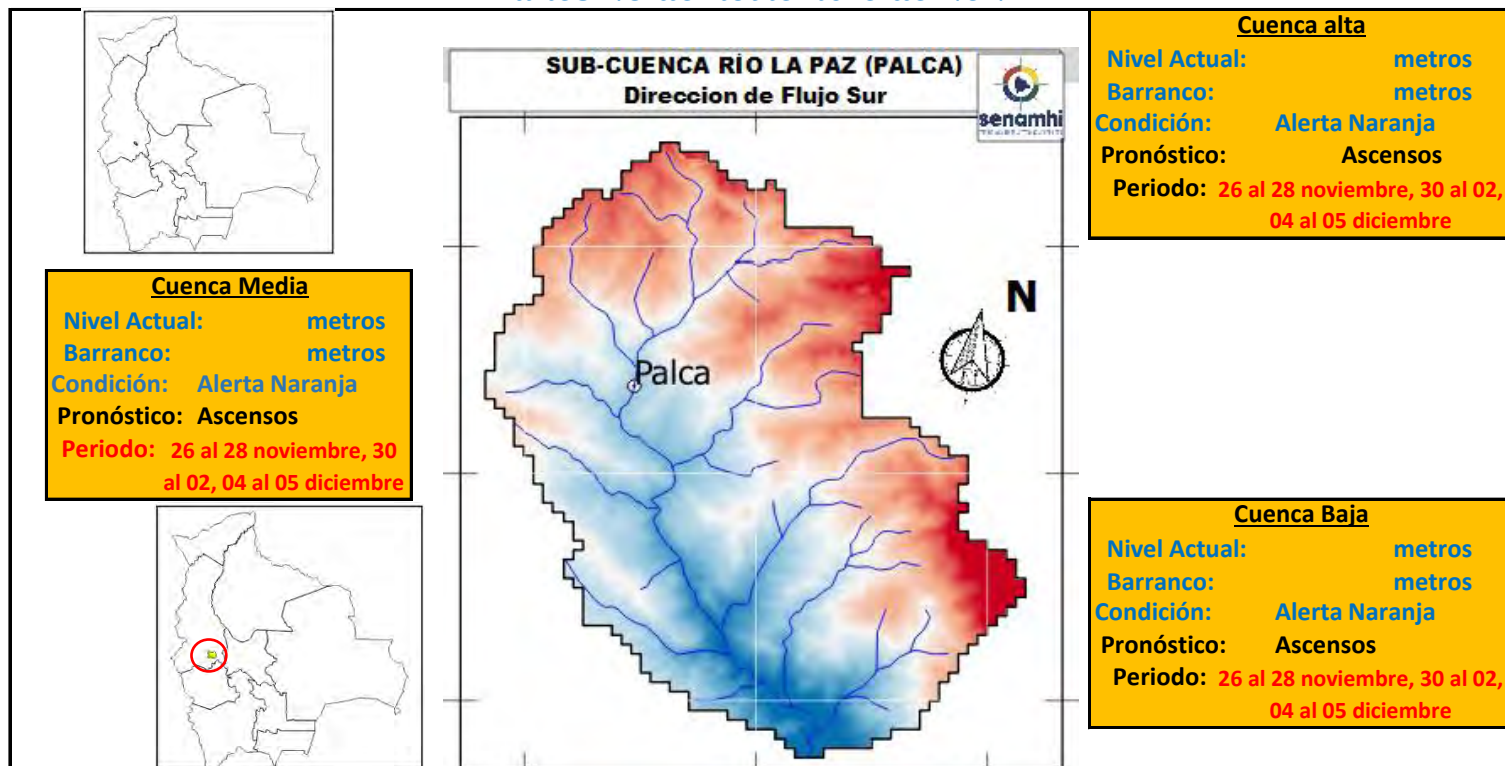 Cuenca alta
Nivel Actual: metros
Barranco: metros
Condición: Alerta Naranja
Pronóstico: Ascensos
Periodo: 26 al 28 noviembre, 30 al 02,
04 al 05 diciembre
SUB-CUENCA RÍO LA PAZ (PALCA)
Direccion de Flujo Sur
senamhi
N
Palca
Cuenca Media
Nivel Actual: metros
Barranco: metros
Condición: Alerta Naranja
Pronóstico: Ascensos
Periodo: 26 al 28 noviembre, 30
al 02, 04 al 05 diciembre
Cuenca Baja
Nivel Actual: metros
Barranco: metros
Condición: Alerta Naranja
Pronóstico: Ascensos
Periodo: 26 al 28 noviembre, 30 al 02,
04 al 05 diciembre